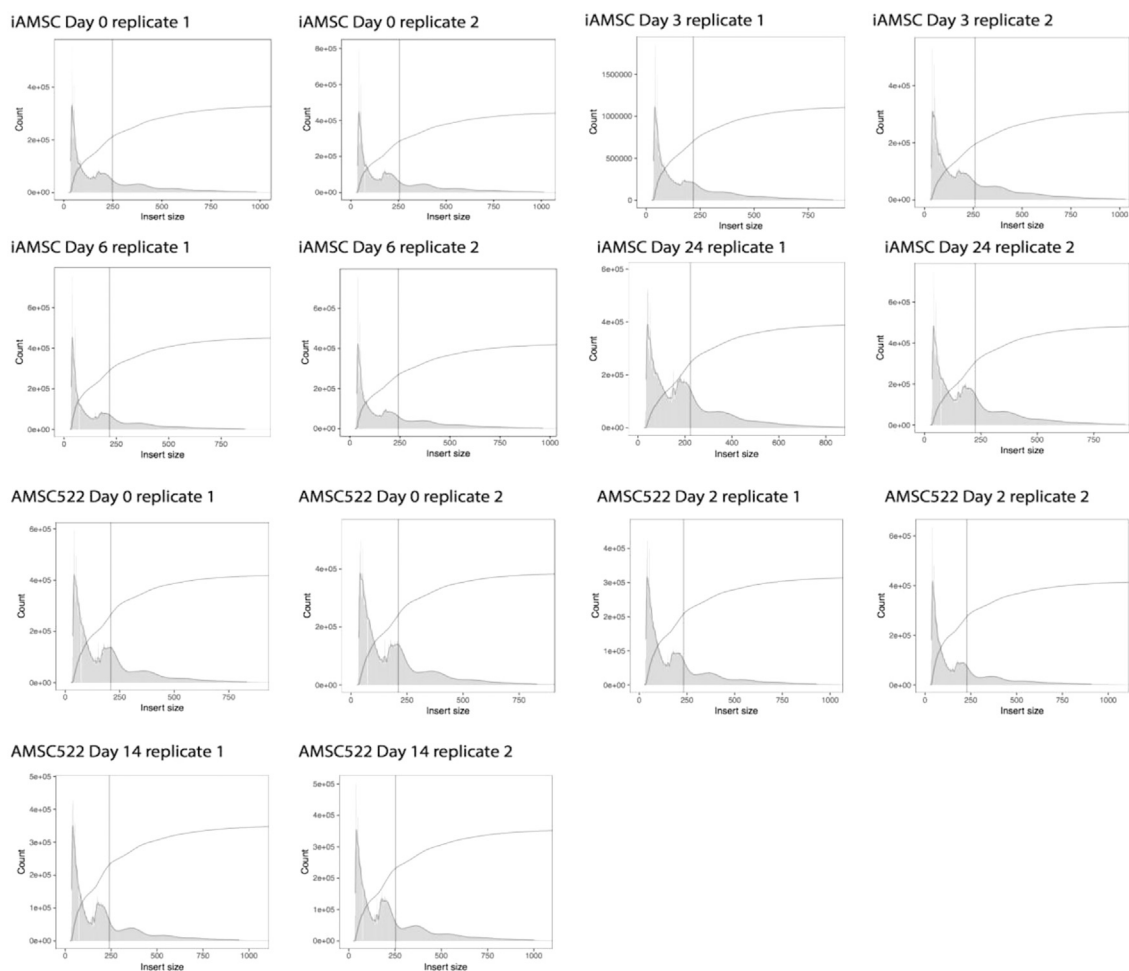 iAMSC Day 0 replicate 1
4e+05
2e+05
0e+00
Count
0 250 500 750 1000
Insert size
iAMSC Day 0 replicate 2
8e+05
6e+05
4e+05
2e+05
0e+00
Count
0 250 500 750 1000
Insert size
iAMSC Day 3 replicate 1
1500000
1000000
500000
0
Count
0 250 500 750
Insert size
iAMSC Day 3 replicate 2
4e+05
2e+05
0e+00
Count
0 250 500 750 1000
Insert size
iAMSC Day 6 replicate 1
6e+05
4e+05
2e+05
0e+00
Count
0 250 500 750
Insert size
iAMSC Day 6 replicate 2
6e+05
4e+05
2e+05
0e+00
Count
0 250 500 750 1000
Insert size
iAMSC Day 24 replicate 1
6e+05
4e+05
2e+05
0e+00
Count
0 200 400 600 800
Insert size
iAMSC Day 24 replicate 2
6e+05
4e+05
2e+05
0e+00
Count
0 250 500 750
Insert size
AMSC522 Day 0 replicate 1
6e+05
4e+05
2e+05
0e+00
Count
0 250 500 750
Insert size
AMSC522 Day 0 replicate 2
4e+05
2e+05
0e+00
Count
0 250 500 750
Insert size
AMSC522 Day 2 replicate 1
4e+05
3e+05
2e+05
1e+05
0e+00
Count
0 250 500 750 1000
Insert size
AMSC522 Day 2 replicate 2
6e+05
4e+05
2e+05
0e+00
Count
0 250 500 750 1000
Insert size
AMSC522 Day 14 replicate 1
5e+05
4e+05
3e+05
2e+05
1e+05
0e+00
Count
0 250 500 750 1000
Insert size
AMSC522 Day 14 replicate 2
5e+05
4e+05
3e+05
2e+05
1e+05
0e+00
Count
0 250 500 750 1000
Insert size